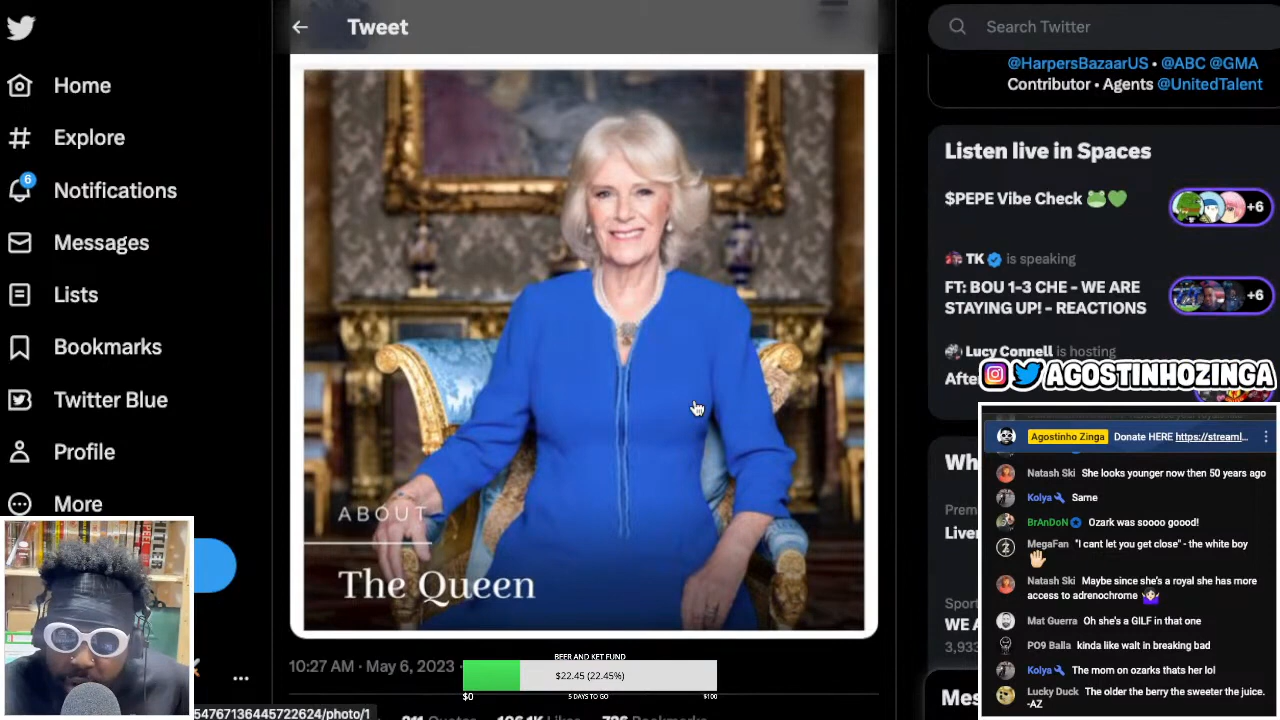 Home
Explore
6
Notifications
Messages
Lists
Bookmarks
Twitter Blue
Profile
More
Tweet
ABOUT
The Queen
10:27 AM · May 6, 2023
BEER AND KET FUND
$22.45 (22.45%)
$0
5 DAYS TO GO
$100
54767136445722624/photo/1
Quotes
Likes
Bookmarks
Search Twitter
@HarpersBazaarUS • @ABC @GMA
Contributor • Agents @UnitedTalent
Listen live in Spaces
$PEPE Vibe Check 🐸💚
+6
TK is speaking
FT: BOU 1-3 CHE - WE ARE
STAYING UP! - REACTIONS
+6
Lucy Connell is hosting
AGOSTINHOZINGA
Agostinho Zinga Donate HERE https://streaml...
Natash Ski She looks younger now then 50 years ago
Kolya Same
BrAnDoN Ozark was soooo goood!
MegaFan "I cant let you get close" - the white boy
Natash Ski Maybe since she's a royal she has more
access to adrenochrome
Mat Guerra Oh she's a GILF in that one
PO9 Balla kinda like walt in breaking bad
Kolya The mom on ozarks thats her lol
Lucky Duck The older the berry the sweeter the juice.
-AZ